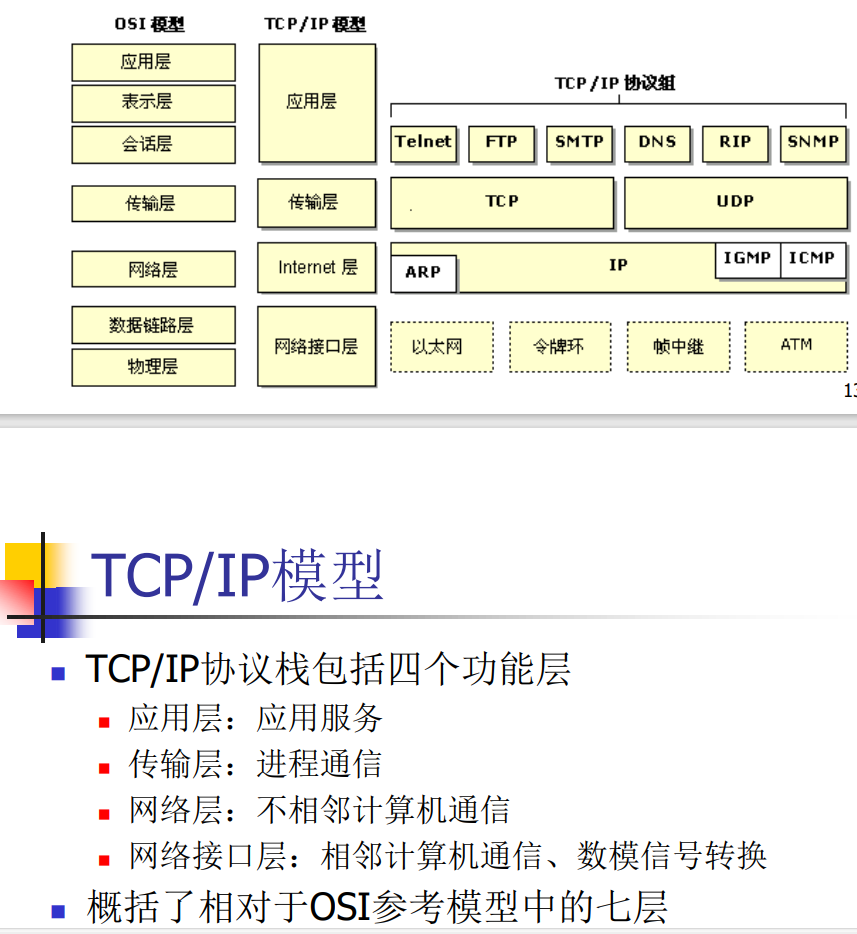 OSI 模型 TCP/IP模型
应用层
表示层
会话层
传输层
网络层
数据链路层
物理层
应用层
传输层
Internet 层
网络接口层
TCP/IP 协议组
Telnet FTP SMTP DNS RIP SNMP
TCP UDP
ARP IP IGMP ICMP
以太网 令牌环 帧中继 ATM
TCP/IP模型
TCP/IP协议栈包括四个功能层
应用层：应用服务
传输层：进程通信
网络层：不相邻计算机通信
网络接口层：相邻计算机通信、数模信号转换
概括了相对于OSI参考模型中的七层